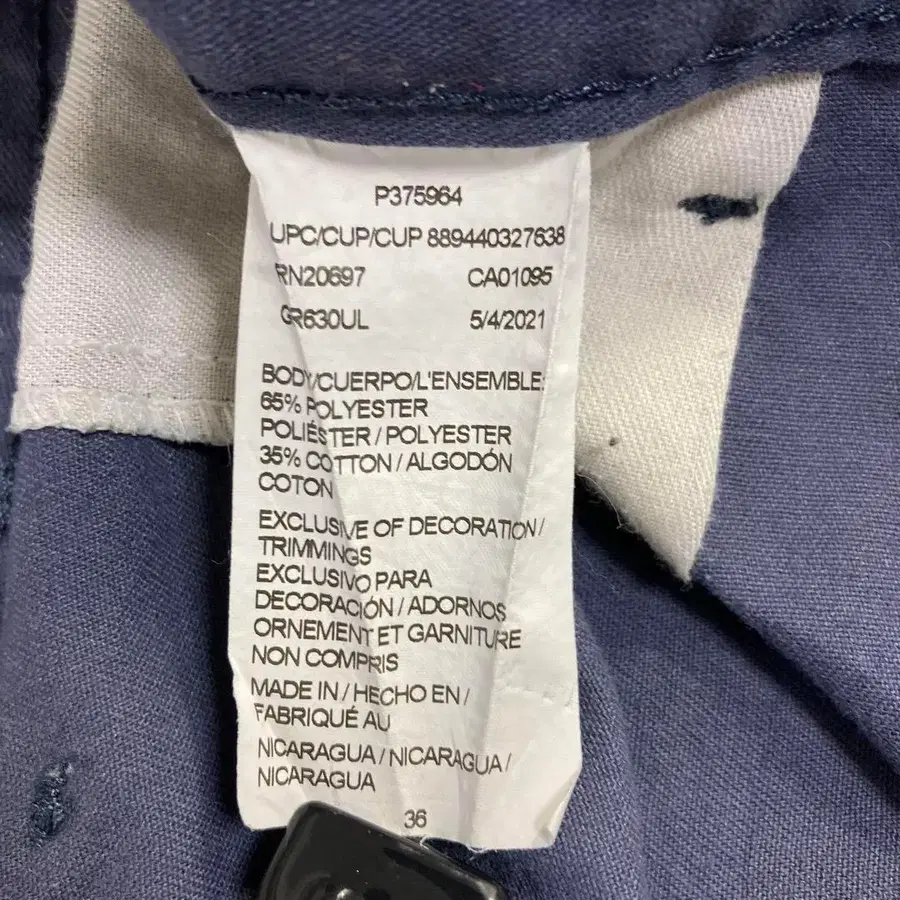 P375964
UPC/CUP/CUP 889440327638
RN20697 CA01095
GR630UL 5/4/2021
BODY/CUERPO/L'ENSEMBLE:
65% POLYESTER
POLIÉSTER / POLYESTER
35% COTTON / ALGODÓN
COTON
EXCLUSIVE OF DECORATION /
TRIMMINGS
EXCLUSIVO PARA
DECORACIÓN / ADORNOS
ORNEMENT ET GARNITURE
NON COMPRIS
MADE IN / HECHO EN /
FABRIQUÉ AU
NICARAGUA / NICARAGUA /
NICARAGUA
36